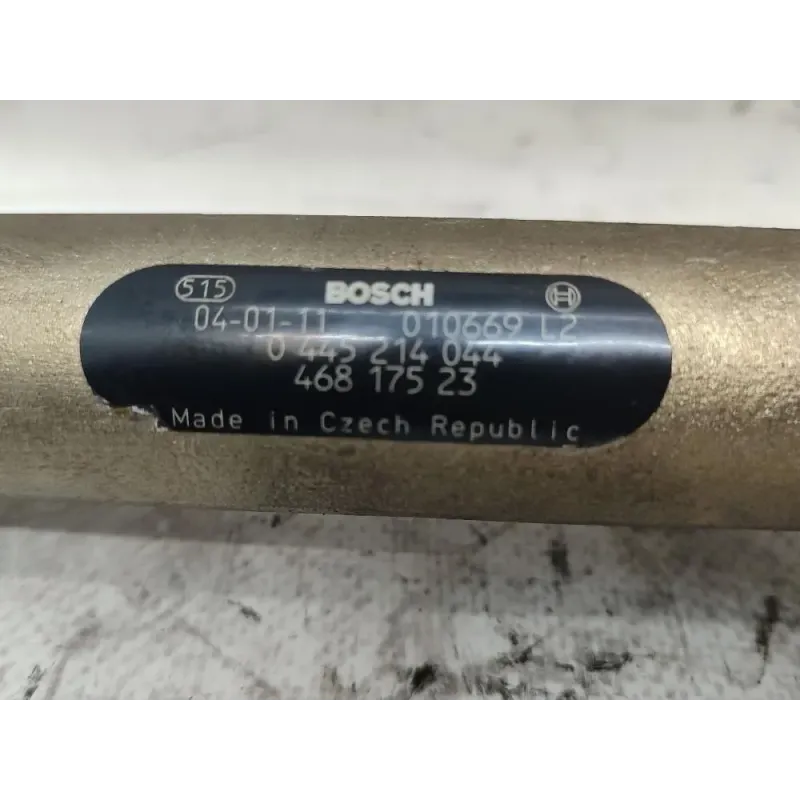 515 BOSCH
04-01-11 010669 L2
0 445 214 044
468 175 23
Made in Czech Republic